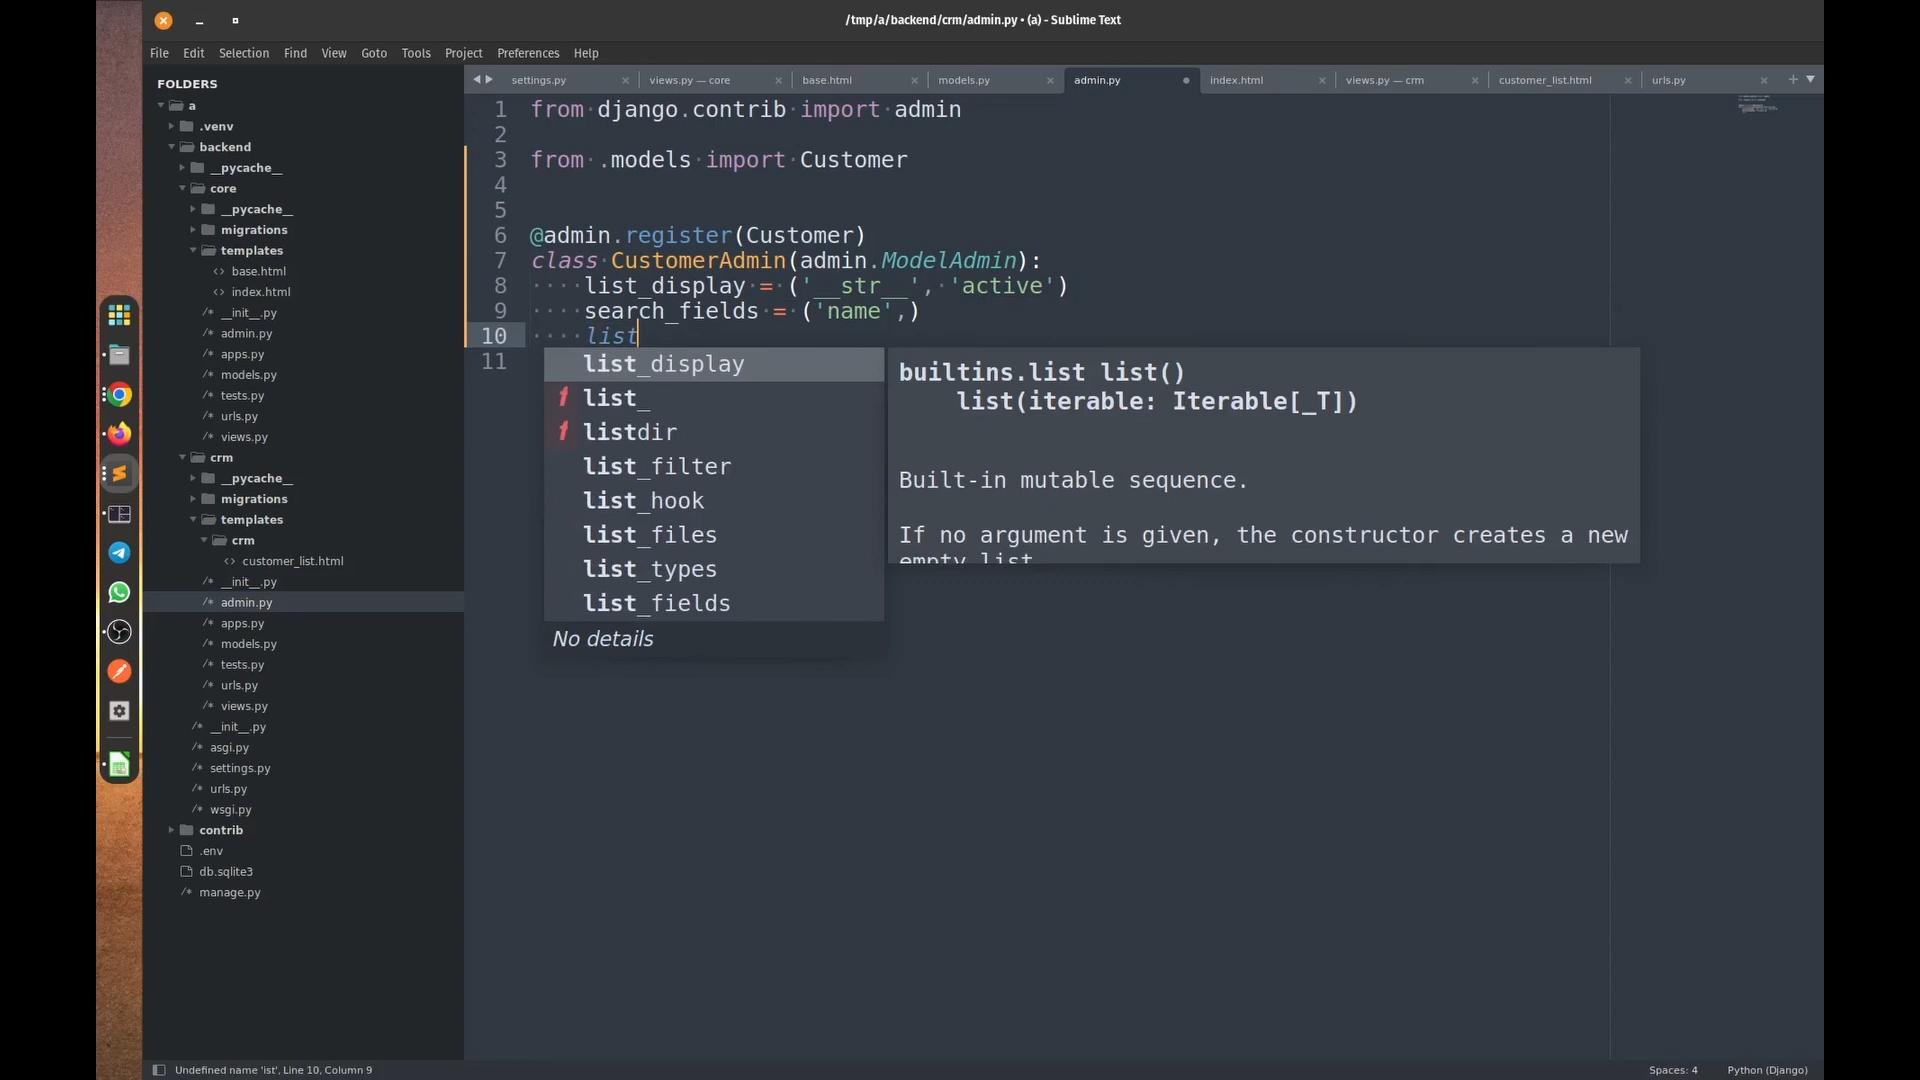 /tmp/a/backend/crm/admin.py • (a) - Sublime Text
File Edit Selection Find View Goto Tools Project Preferences Help
FOLDERS
a
.venv
backend
__pycache__
core
__pycache__
migrations
templates
base.html
index.html
__init__.py
admin.py
apps.py
models.py
tests.py
urls.py
views.py
crm
__pycache__
migrations
templates
crm
customer_list.html
__init__.py
admin.py
apps.py
models.py
tests.py
urls.py
views.py
__init__.py
asgi.py
settings.py
urls.py
wsgi.py
contrib
.env
db.sqlite3
manage.py
settings.py views.py — core base.html models.py admin.py index.html views.py — crm customer_list.html urls.py
1 from django.contrib import admin
2
3 from .models import Customer
4
5
6 @admin.register(Customer)
7 class CustomerAdmin(admin.ModelAdmin):
8 list_display = ('__str__', 'active')
9 search_fields = ('name',)
10 list
11
list_display
f list_
f listdir
list_filter
list_hook
list_files
list_types
list_fields
No details
builtins.list list()
list(iterable: Iterable[_T])
Built-in mutable sequence.
If no argument is given, the constructor creates a new
empty list.
Undefined name 'ist', Line 10, Column 9
Spaces: 4 Python (Django)